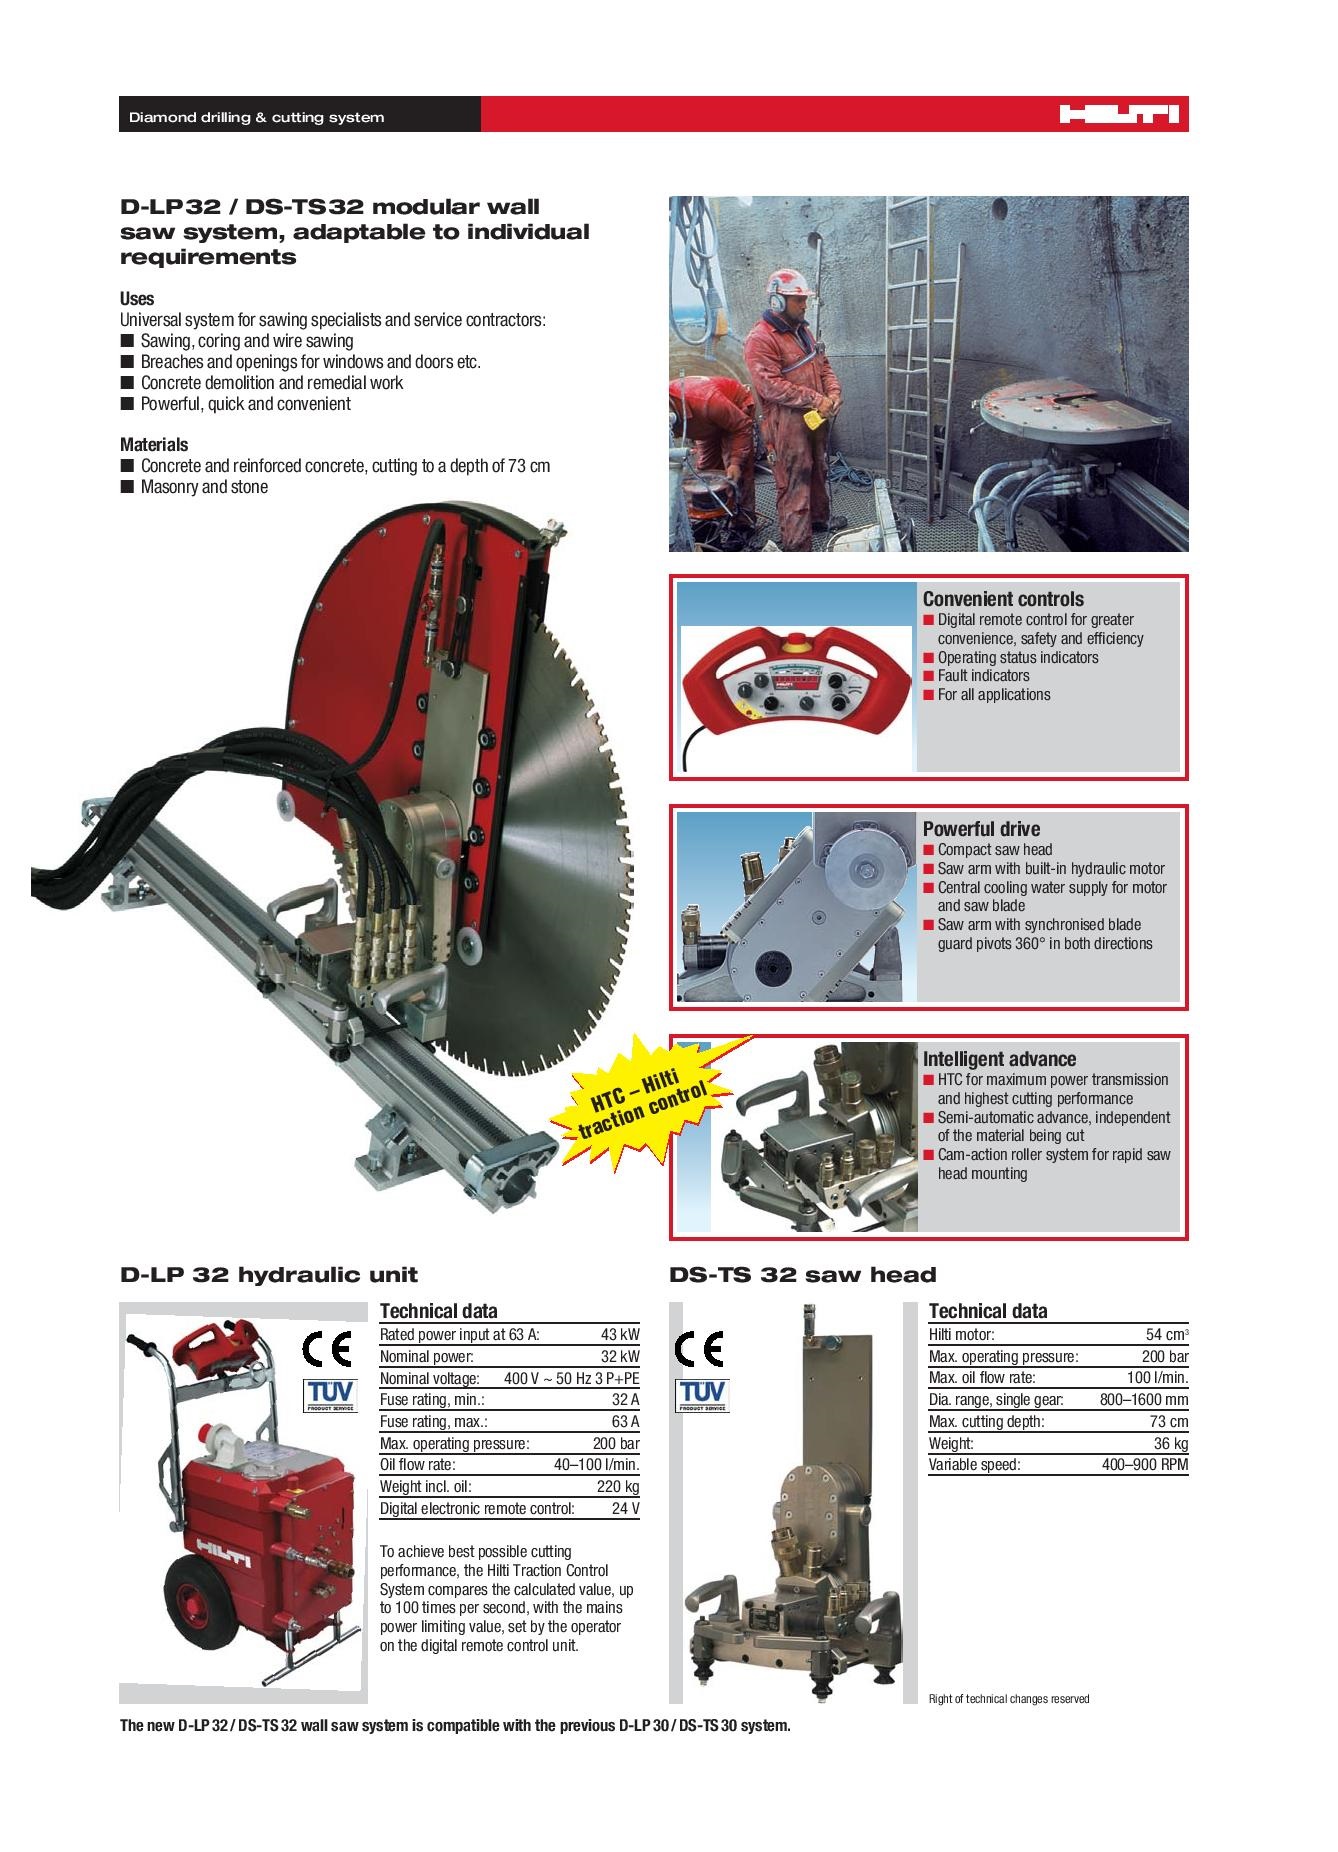 Diamond drilling & cutting system
HILTI
D-LP32 / DS-TS32 modular wall
saw system, adaptable to individual
requirements
Uses
Universal system for sawing specialists and service contractors:
■ Sawing, coring and wire sawing
■ Breaches and openings for windows and doors etc.
■ Concrete demolition and remedial work
■ Powerful, quick and convenient
Materials
■ Concrete and reinforced concrete, cutting to a depth of 73 cm
■ Masonry and stone
Convenient controls
■ Digital remote control for greater
convenience, safety and efficiency
■ Operating status indicators
■ Fault indicators
■ For all applications
HILTI
Powerful drive
■ Compact saw head
■ Saw arm with built-in hydraulic motor
■ Central cooling water supply for motor
and saw blade
■ Saw arm with synchronised blade
guard pivots 360° in both directions
HTC – Hilti
traction control
Intelligent advance
■ HTC for maximum power transmission
and highest cutting performance
■ Semi-automatic advance, independent
of the material being cut
■ Cam-action roller system for rapid saw
head mounting
D-LP 32 hydraulic unit
CE
TÜV
PRODUCT SERVICE
HILTI
Technical data
Rated power input at 63 A: 43 kW
Nominal power: 32 kW
Nominal voltage: 400 V ~ 50 Hz 3 P+PE
Fuse rating, min.: 32 A
Fuse rating, max.: 63 A
Max. operating pressure: 200 bar
Oil flow rate: 40–100 l/min.
Weight incl. oil: 220 kg
Digital electronic remote control: 24 V
To achieve best possible cutting
performance, the Hilti Traction Control
System compares the calculated value, up
to 100 times per second, with the mains
power limiting value, set by the operator
on the digital remote control unit.
DS-TS 32 saw head
CE
TÜV
PRODUCT SERVICE
Technical data
Hilti motor: 54 cm³
Max. operating pressure: 200 bar
Max. oil flow rate: 100 l/min.
Dia. range, single gear: 800–1600 mm
Max. cutting depth: 73 cm
Weight: 36 kg
Variable speed: 400–900 RPM
Right of technical changes reserved
The new D-LP 32 / DS-TS 32 wall saw system is compatible with the previous D-LP 30 / DS-TS 30 system.